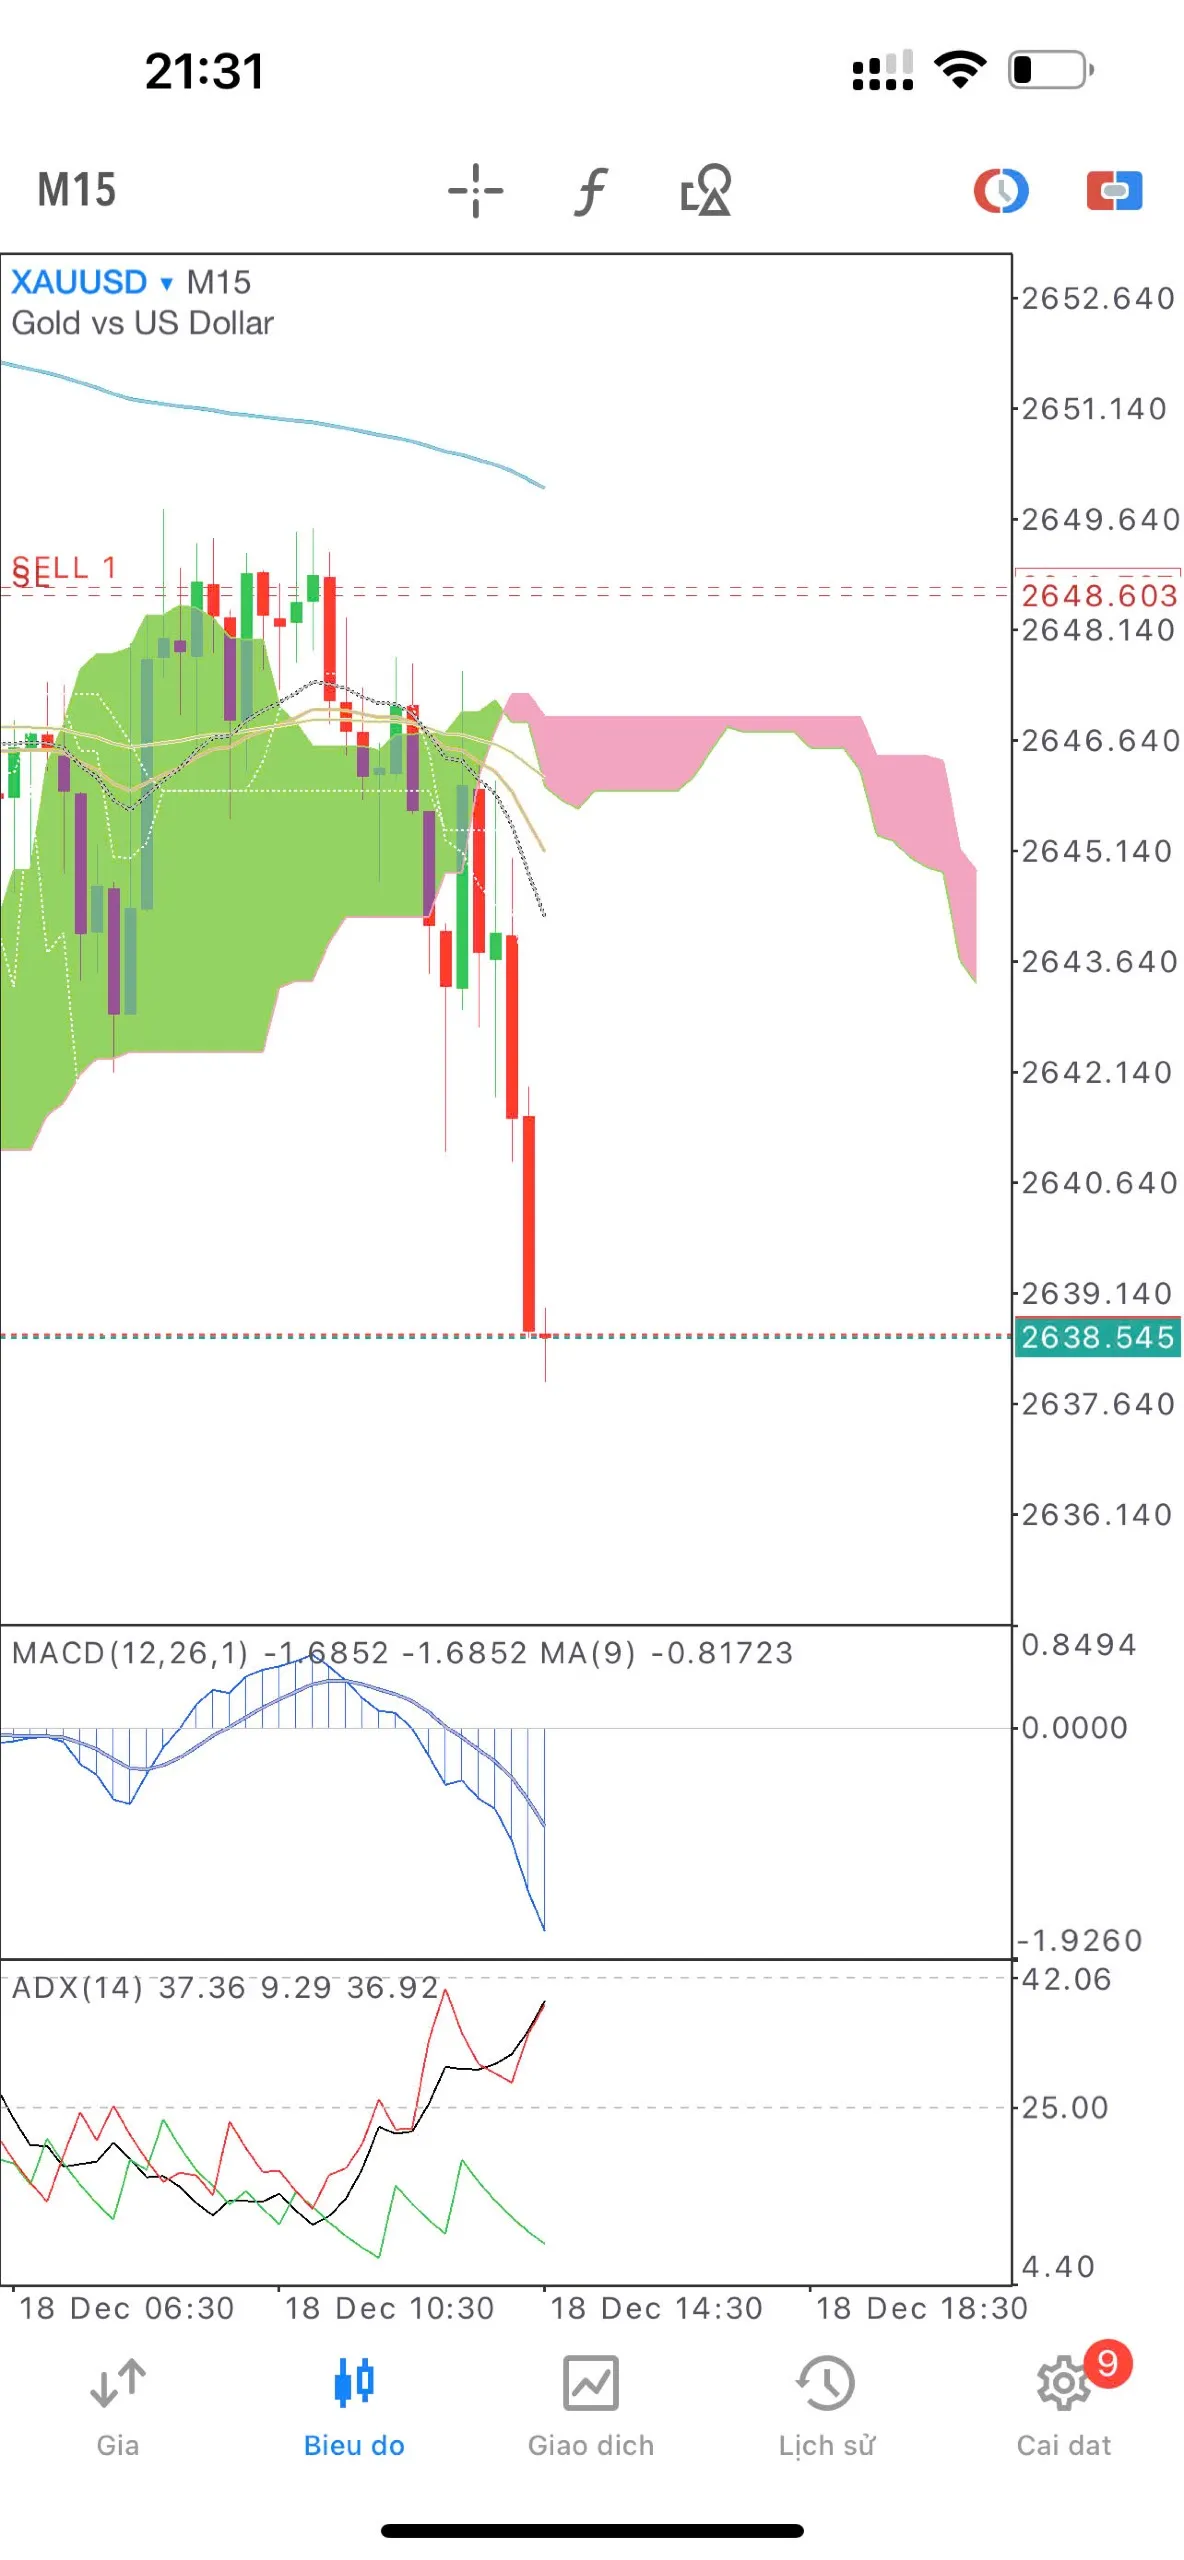 21:31
M15
XAUUSD ▾ M15
Gold vs US Dollar
2652.640
2651.140
2649.640
SELL 1
2648.603
2648.140
2646.640
2645.140
2643.640
2642.140
2640.640
2639.140
2638.545
2637.640
2636.140
MACD(12,26,1) -1.6852 -1.6852 MA(9) -0.81723
0.8494
0.0000
-1.9260
ADX(14) 37.36 9.29 36.92
42.06
25.00
4.40
18 Dec 06:30 18 Dec 10:30 18 Dec 14:30 18 Dec 18:30
9
Gia Bieu do Giao dich Lịch sử Cai dat